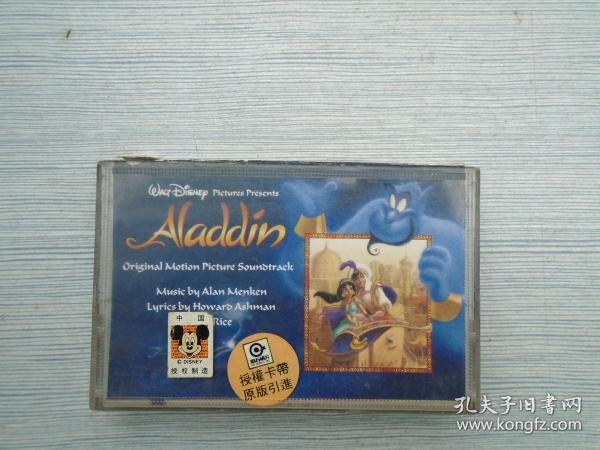 WALT DISNEY Pictures Presents
Aladdin
Original Motion Picture Soundtrack
Music by Alan Menken
Lyrics by Howard Ashman
Rice
中 国
© DISNEY
授权制造
授權卡帶
原版引進
孔夫子旧书网
www.kongfz.com